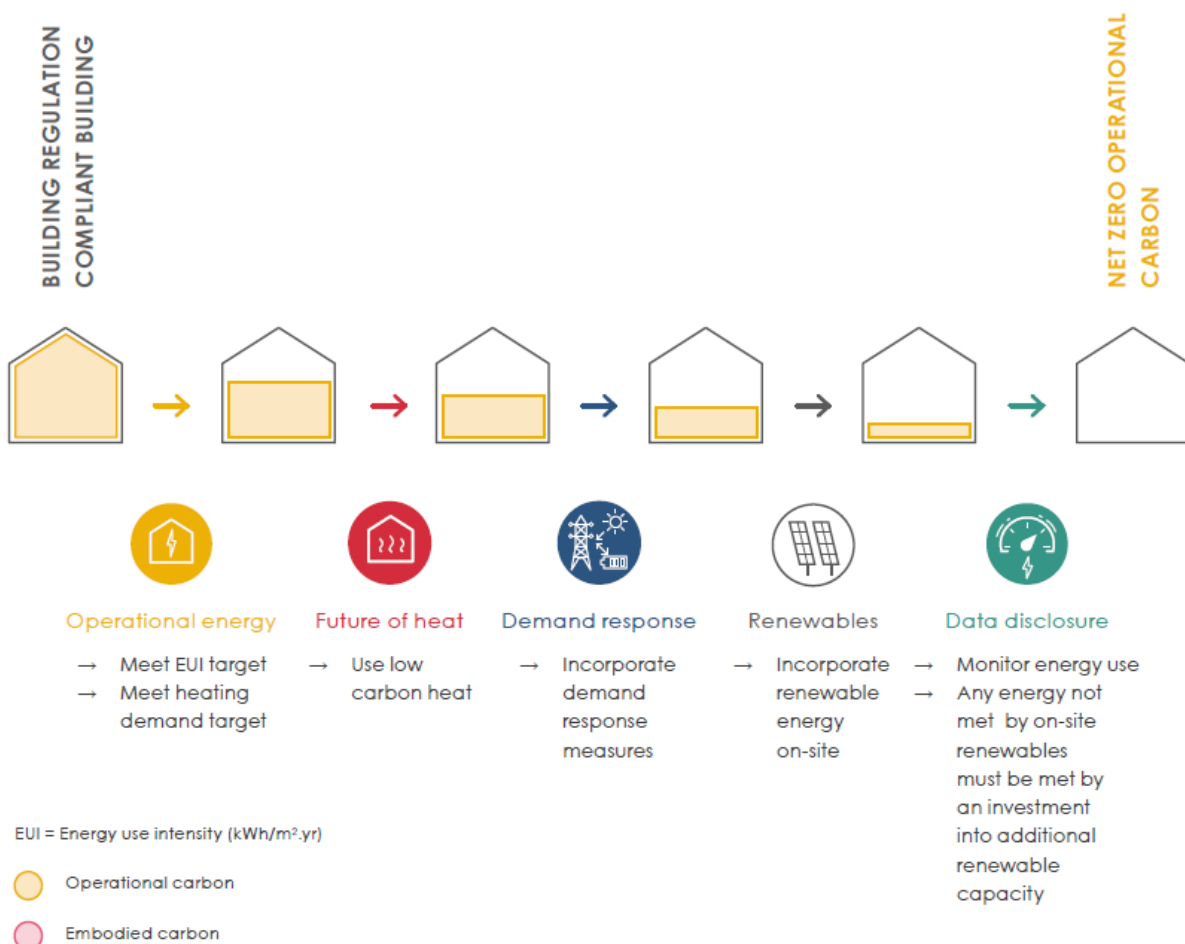 BUILDING REGULATION
COMPLIANT BUILDING
NET ZERO OPERATIONAL
CARBON
Operational energy
→ Meet EUI target
→ Meet heating
demand target
Future of heat
→ Use low
carbon heat
Demand response
→ Incorporate
demand
response
measures
Renewables
→ Incorporate
renewable
energy
on-site
Data disclosure
→ Monitor energy use
→ Any energy not
met by on-site
renewables
must be met by
an investment
into additional
renewable
capacity
EUI = Energy use intensity (kWh/m².yr)
Operational carbon
Embodied carbon